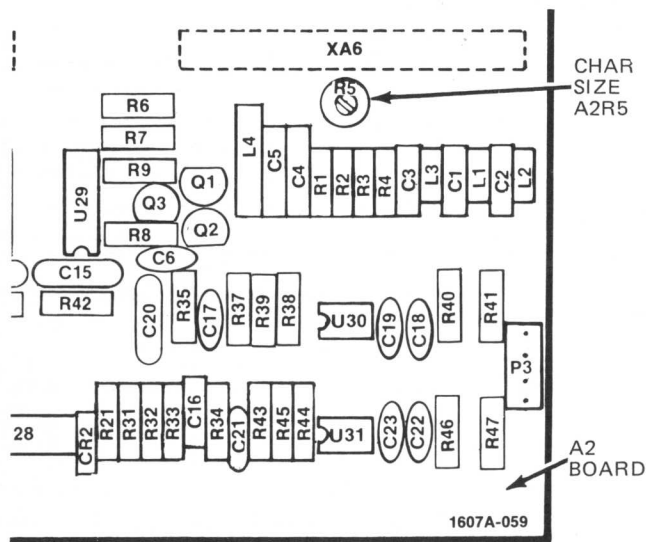 XA6
R5
CHAR
SIZE
A2R5
R6
R7
R9
R8
U29
Q1
Q3
Q2
C6
C15
R42
L4
C5
C4
R1
R2
R3
R4
C3
L3
C1
L1
C2
L2
C20
R35
C17
R37
R39
R38
U30
C19
C18
R40
R41
P3
28
CR2
R21
R31
R32
R33
C16
R34
C21
R43
R45
R44
U31
C23
C22
R46
R47
A2
BOARD
1607A-059